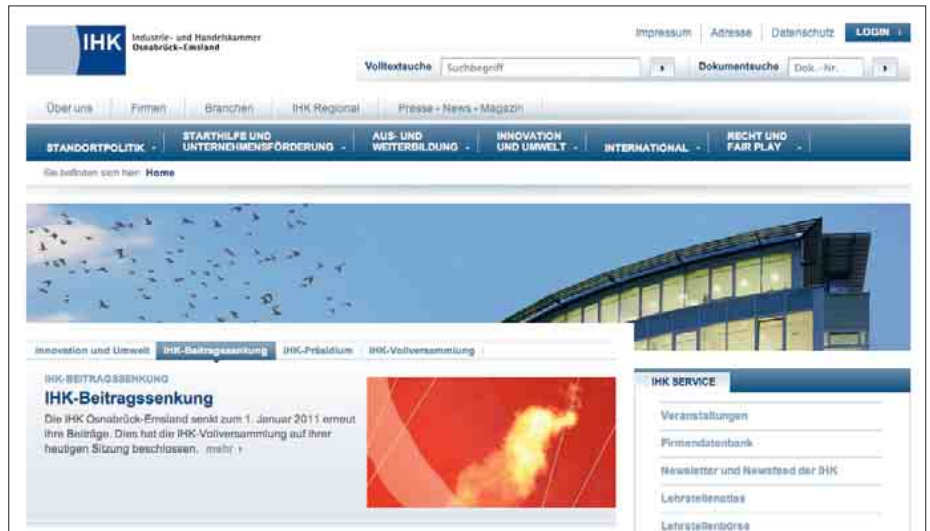 IHK
Industrie- und Handelskammer
Osnabrück-Emsland
Impressum Adresse Datenschutz LOGIN
Volltextsuche Suchbegriff Dokumentsuche Dok.-Nr.
Über uns Firmen Branchen IHK Regional Presse - News - Magazin
STANDORTPOLITIK
STARTHILFE UND
UNTERNEHMENSFÖRDERUNG
AUS- UND
WEITERBILDUNG
INNOVATION
UND UMWELT
INTERNATIONAL
RECHT UND
FAIR PLAY
Sie befinden sich hier: Home
Innovation und Umwelt IHK-Beitragssenkung IHK-Präsidium IHK-Vollversammlung
IHK-BEITRAGSSENKUNG
IHK-Beitragssenkung
Die IHK Osnabrück-Emsland senkt zum 1. Januar 2011 erneut
ihre Beiträge. Dies hat die IHK-Vollversammlung auf ihrer
heutigen Sitzung beschlossen. mehr
IHK SERVICE
Veranstaltungen
Firmendatenbank
Newsletter und Newsfeed der IHK
Lehrstellenatlas
Lehrstellenbörse